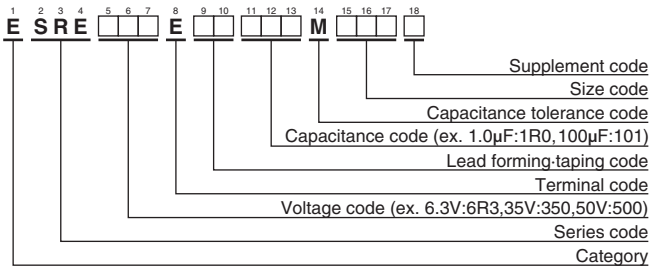 1 2 3 4 5 6 7 8 9 10 11 12 13 14 15 16 17 18
E S R E E M
Supplement code
Size code
Capacitance tolerance code
Capacitance code (ex. 1.0μF:1R0,100μF:101)
Lead forming·taping code
Terminal code
Voltage code (ex. 6.3V:6R3,35V:350,50V:500)
Series code
Category